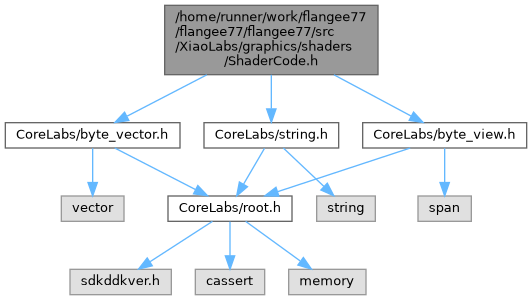 /home/runner/work/flangee77
/flangee77/flangee77/src
/XiaoLabs/graphics/shaders
/ShaderCode.h
CoreLabs/byte_vector.h
CoreLabs/string.h
CoreLabs/byte_view.h
vector
CoreLabs/root.h
string
span
sdkddkver.h
cassert
memory